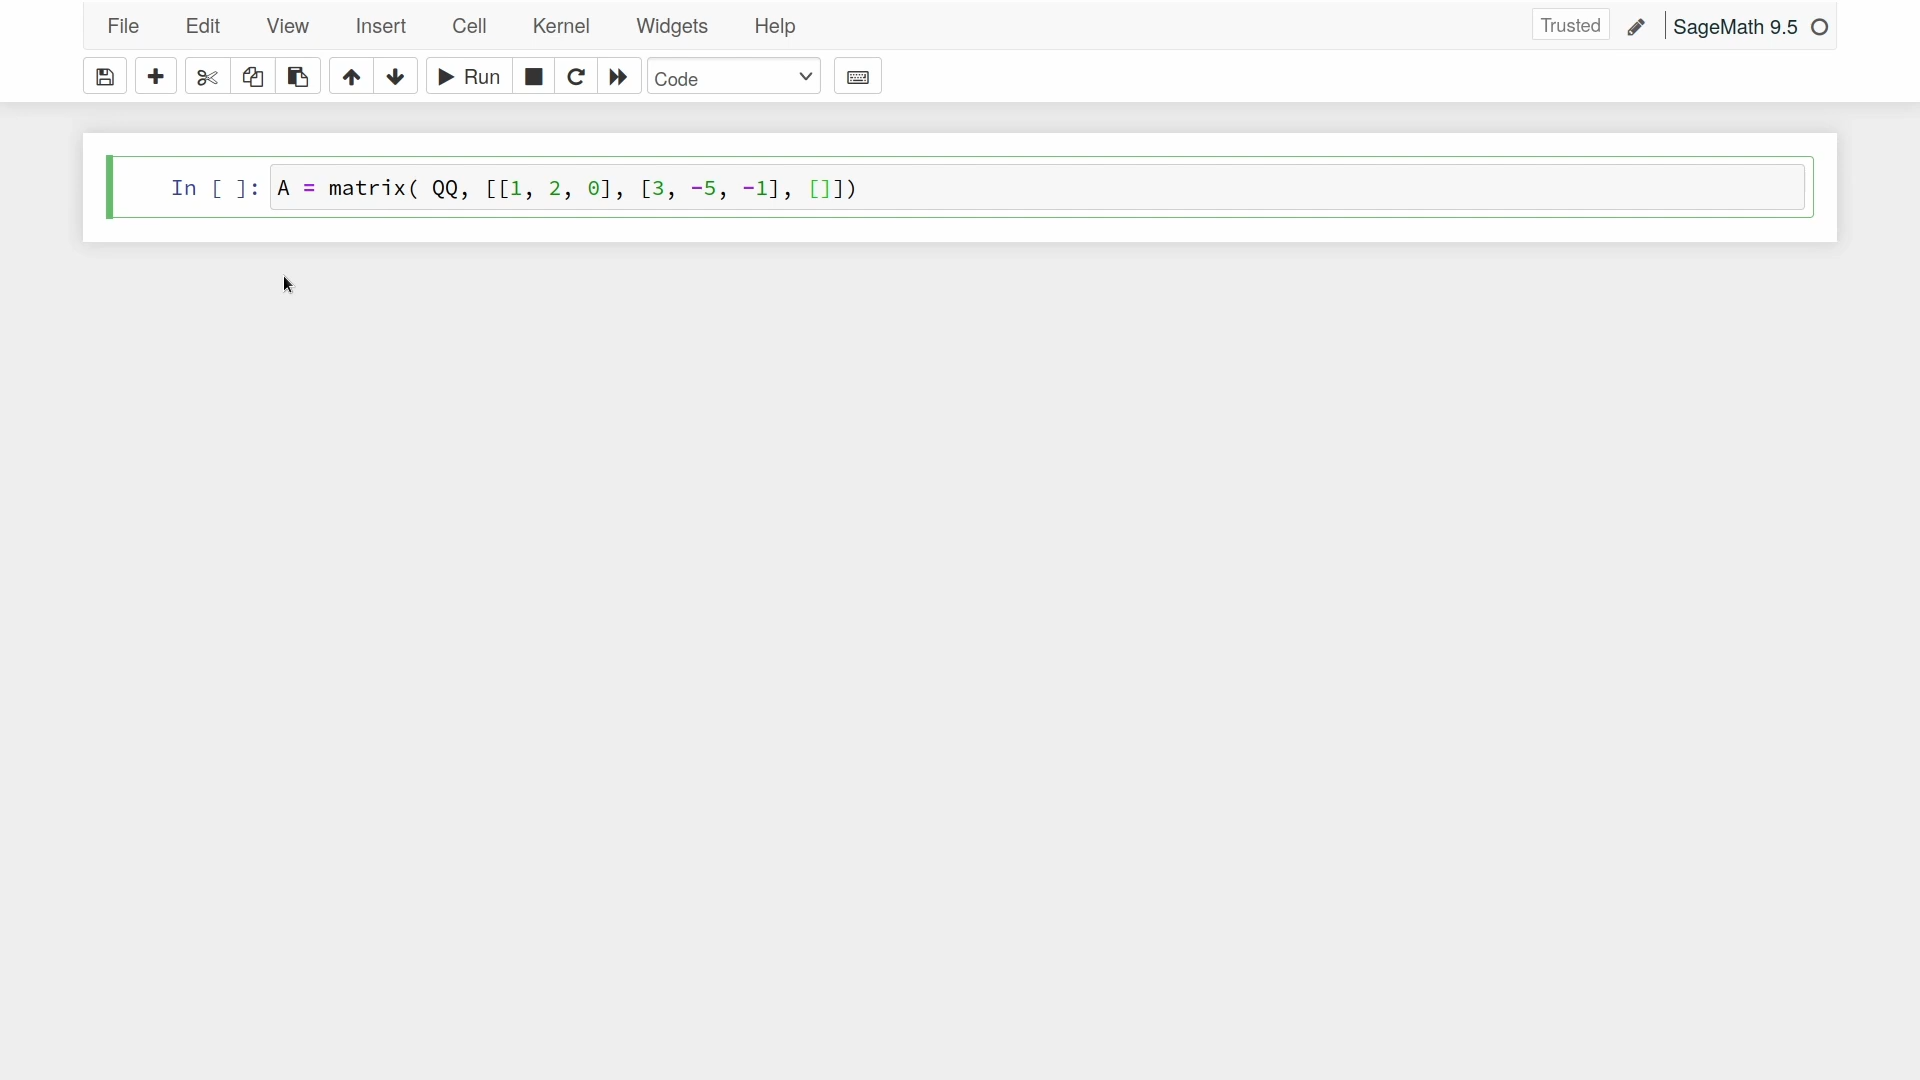 File Edit View Insert Cell Kernel Widgets Help Trusted SageMath 9.5
Run Code
In [ ]: A = matrix( QQ, [[1, 2, 0], [3, -5, -1], []])